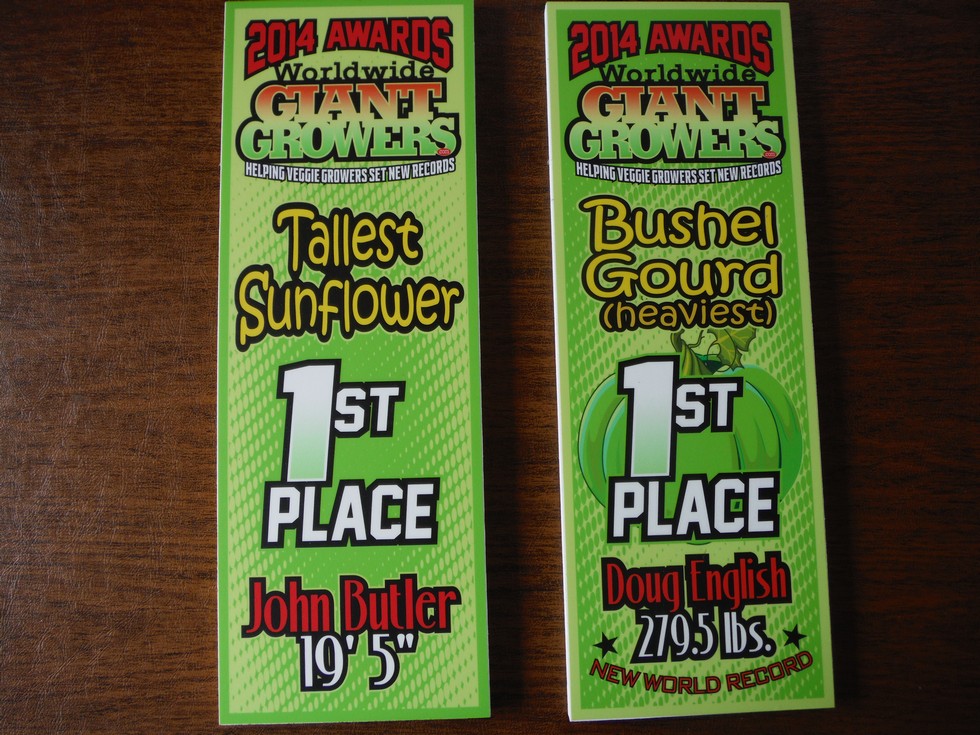 2014 AWARDS
Worldwide
GIANT
GROWERS
HELPING VEGGIE GROWERS SET NEW RECORDS
Tallest
Sunflower
1ST
PLACE
John Butler
19' 5"
2014 AWARDS
Worldwide
GIANT
GROWERS
HELPING VEGGIE GROWERS SET NEW RECORDS
Bushel
Gourd
(heaviest)
1ST
PLACE
Doug English
279.5 lbs.
NEW WORLD RECORD